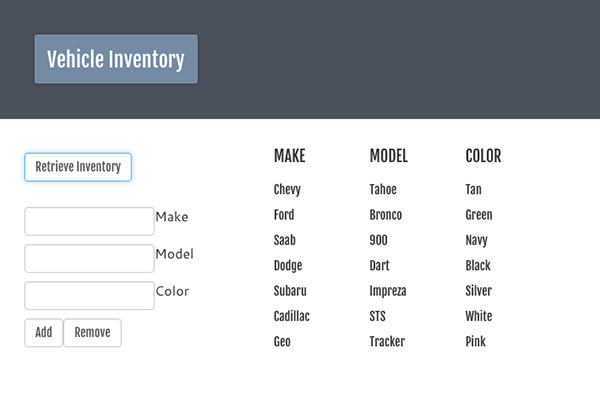 Vehicle Inventory
Retrieve Inventory
Make
Model
Color
Add Remove
MAKE MODEL COLOR
Chevy Tahoe Tan
Ford Bronco Green
Saab 900 Navy
Dodge Dart Black
Subaru Impreza Silver
Cadillac STS White
Geo Tracker Pink